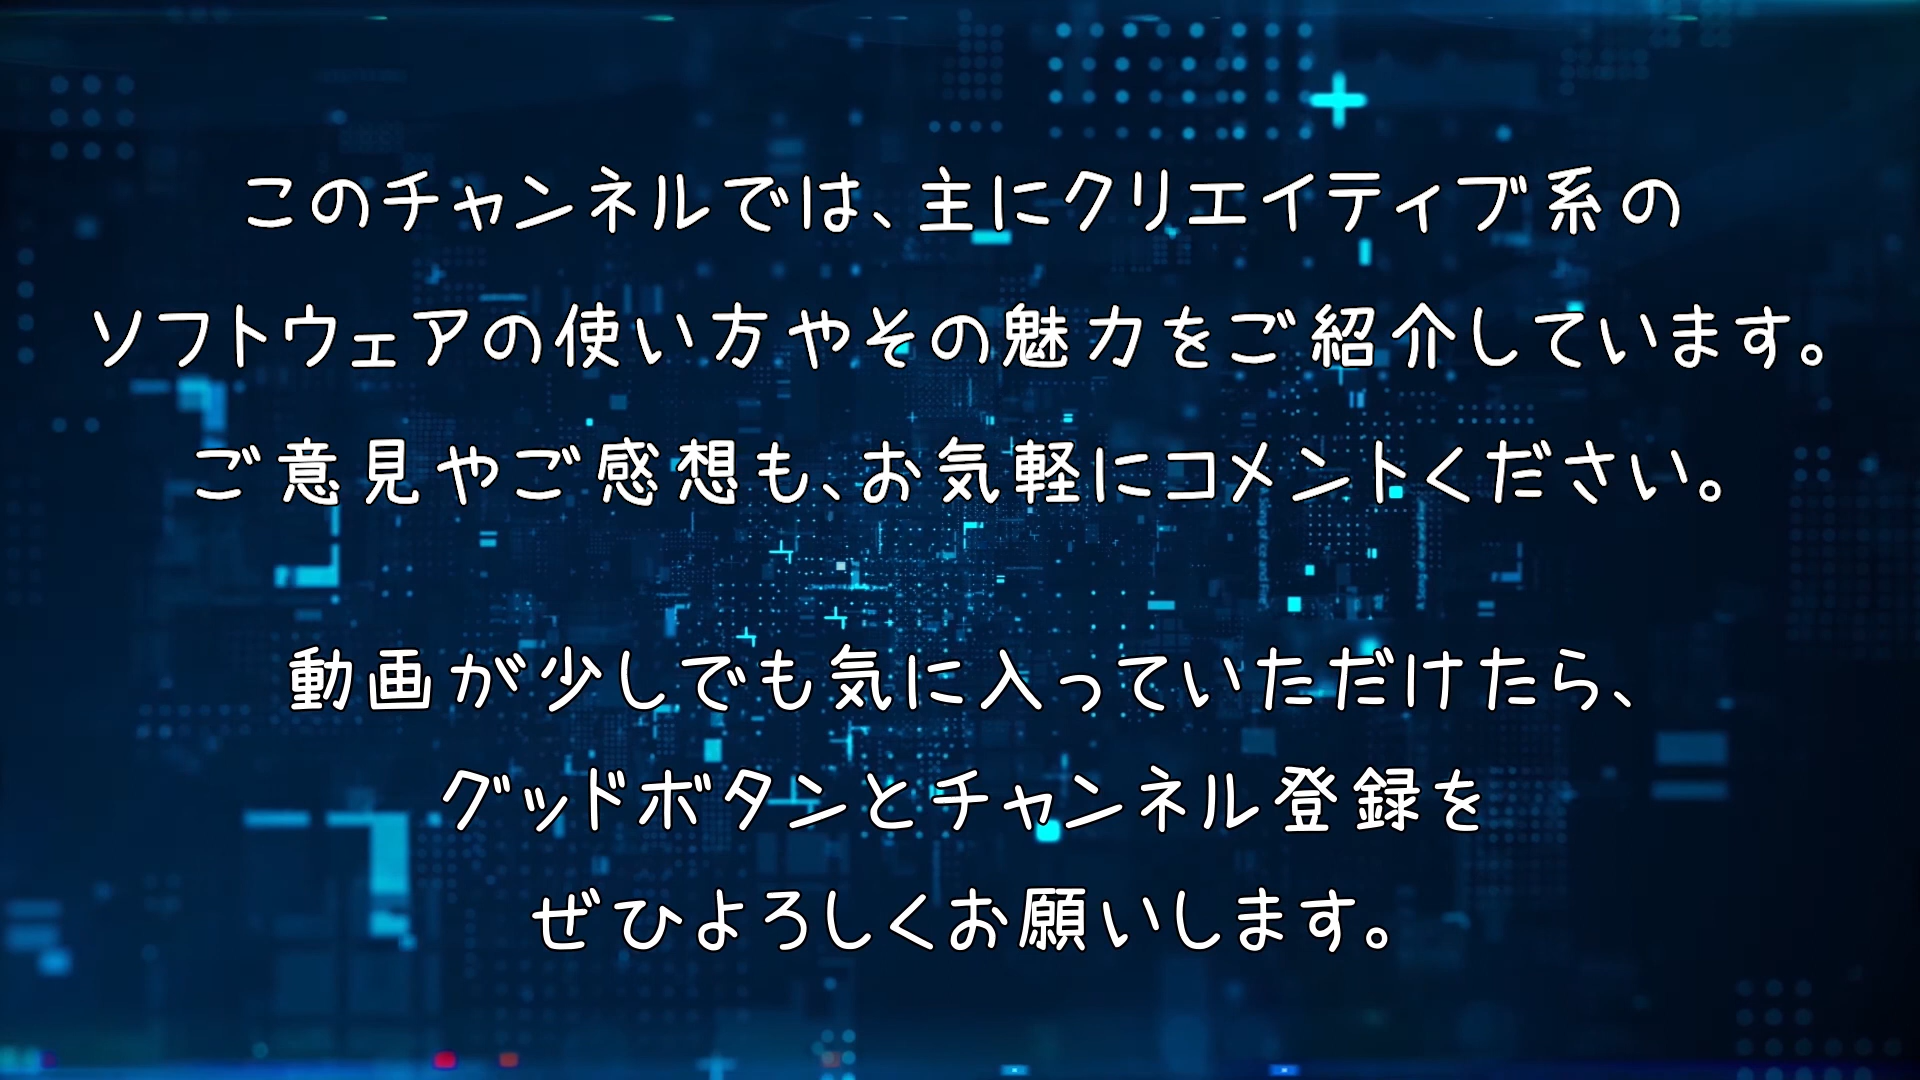 このチャンネルでは、主にクリエイティブ系の
ソフトウェアの使い方やその魅力をご紹介しています。
ご意見やご感想も、お気軽にコメントください。
動画が少しでも気に入っていただけたら、
グッドボタンとチャンネル登録を
ぜひよろしくお願いします。